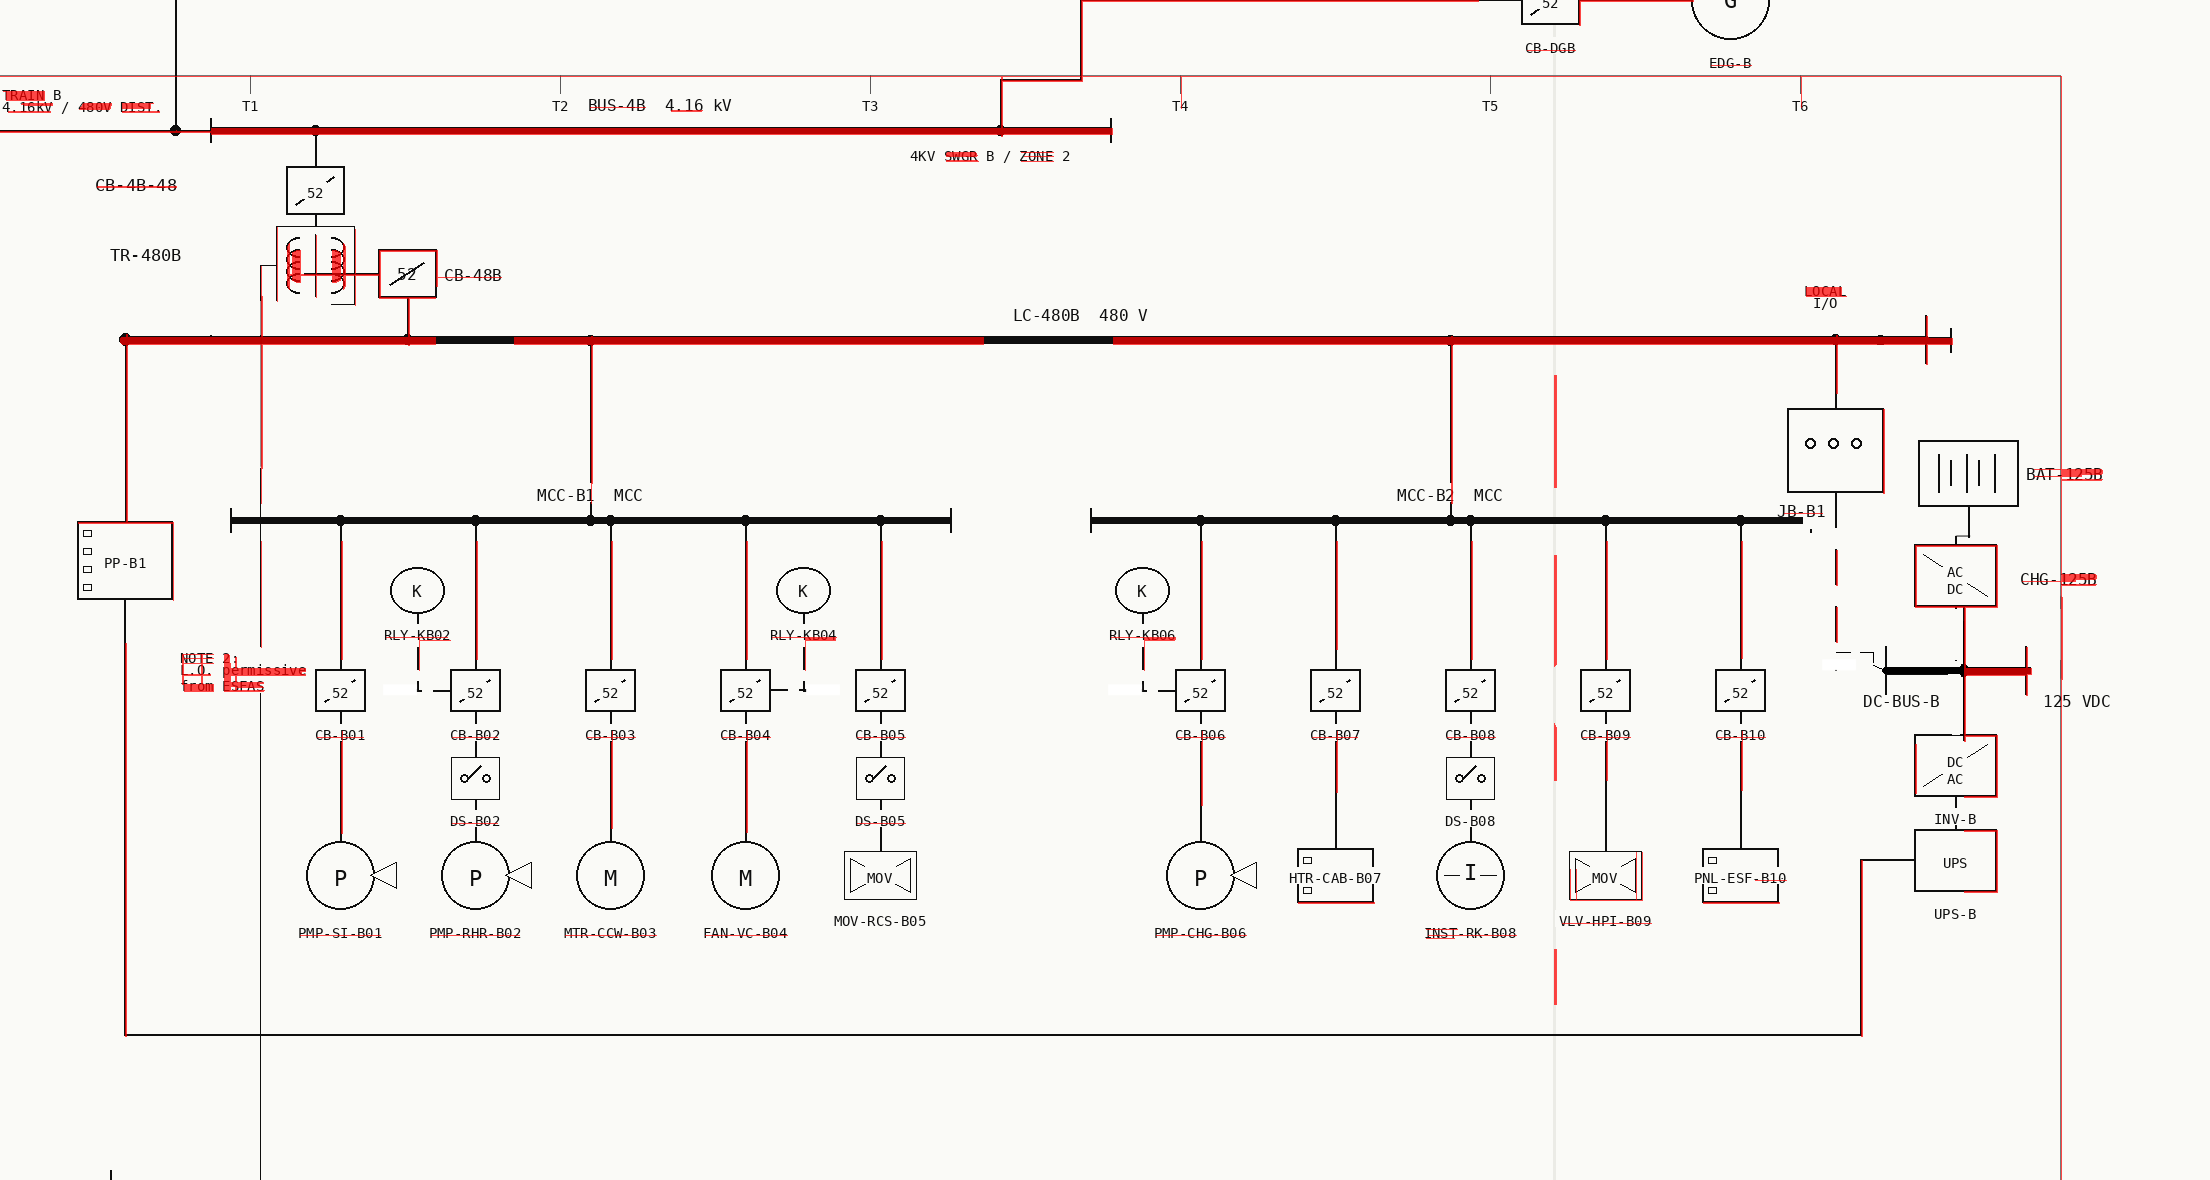 52
G
CB-DGB
EDG-B
TRAIN B
4.16kV / 480V DIST.
T1
T2
BUS-4B 4.16 kV
T3
T4
T5
T6
4KV SWGR B / ZONE 2
CB-4B-48
52
TR-480B
52
CB-48B
LOCAL
I/O
LC-480B 480 V
BAT-125B
MCC-B1 MCC
MCC-B2 MCC
JB-B1
PP-B1
AC
DC
CHG-125B
K
K
K
RLY-KB02
RLY-KB04
RLY-KB06
NOTE 2:
L.O. permissive
from ESFAS
52
52
52
52
52
52
52
52
52
52
DC-BUS-B
125 VDC
CB-B01
CB-B02
CB-B03
CB-B04
CB-B05
CB-B06
CB-B07
CB-B08
CB-B09
CB-B10
DC
AC
DS-B02
DS-B05
DS-B08
INV-B
P
P
M
M
MOV
P
HTR-CAB-B07
I
MOV
PNL-ESF-B10
UPS
PMP-SI-B01
PMP-RHR-B02
MTR-CCW-B03
FAN-VC-B04
MOV-RCS-B05
PMP-CHG-B06
INST-RK-B08
VLV-HPI-B09
UPS-B